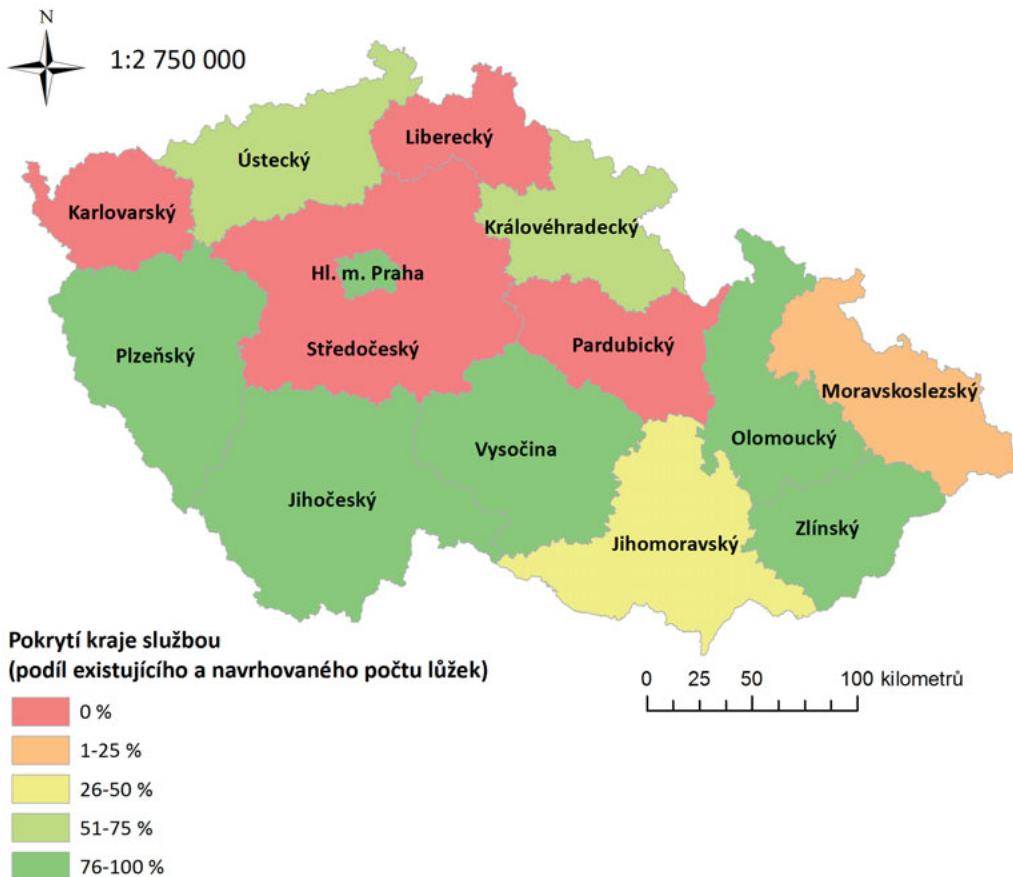 N
1:2 750 000
Liberecký
Ústecký
Karlovarský
Královéhradecký
Hl. m. Praha
Plzeňský
Středočeský
Pardubický
Moravskoslezský
Olomoucký
Vysočina
Jihočeský
Zlínský
Jihomoravský
Pokrytí kraje službou
(podíl existujícího a navrhovaného počtu lůžek)
0 25 50 100 kilometrů
0 %
1-25 %
26-50 %
51-75 %
76-100 %